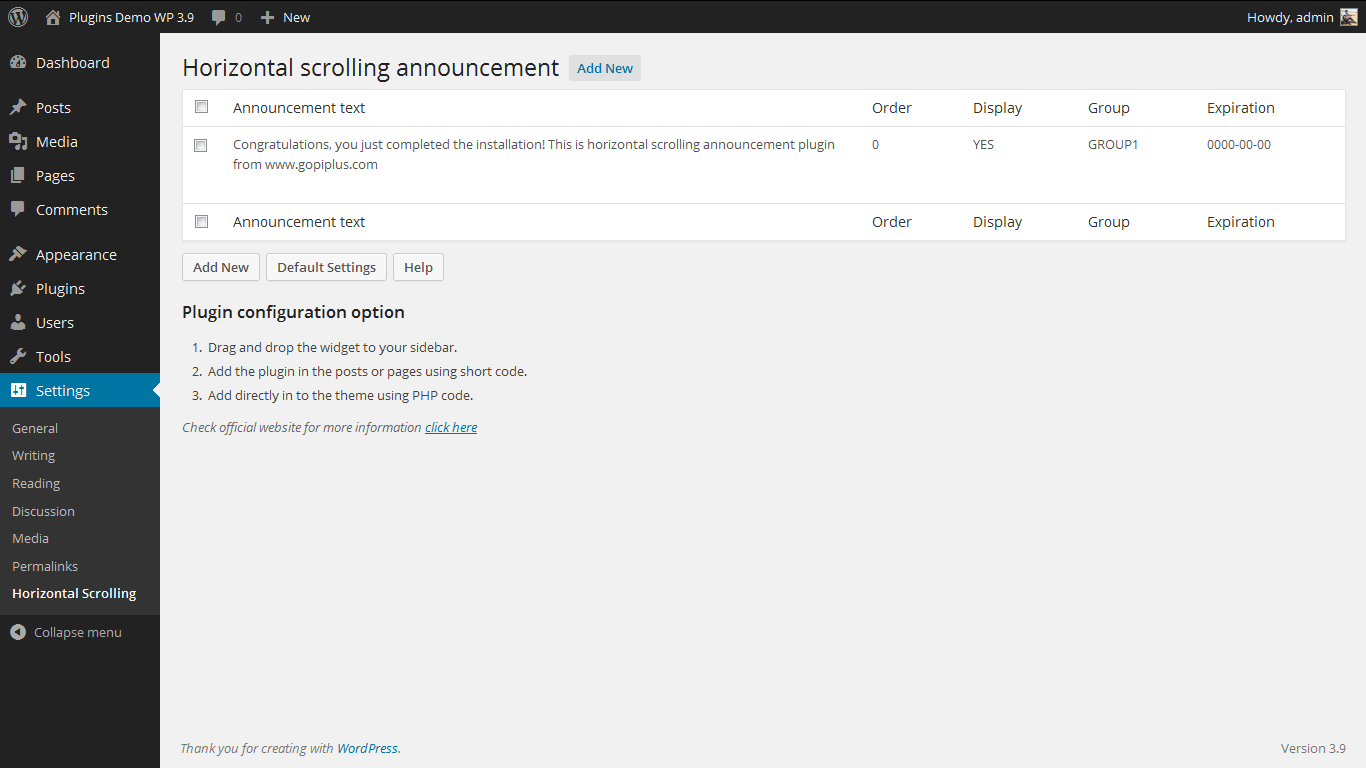 Plugins Demo WP 3.9 0 New Howdy, admin
Dashboard
Posts
Media
Pages
Comments
Appearance
Plugins
Users
Tools
Settings
General
Writing
Reading
Discussion
Media
Permalinks
Horizontal Scrolling
Collapse menu
Horizontal scrolling announcement Add New
Announcement text Order Display Group Expiration
Congratulations, you just completed the installation! This is horizontal scrolling announcement plugin 0 YES GROUP1 0000-00-00
from www.gopiplus.com
Announcement text Order Display Group Expiration
Add New Default Settings Help
Plugin configuration option
1. Drag and drop the widget to your sidebar.
2. Add the plugin in the posts or pages using short code.
3. Add directly in to the theme using PHP code.
Check official website for more information click here
Thank you for creating with WordPress. Version 3.9